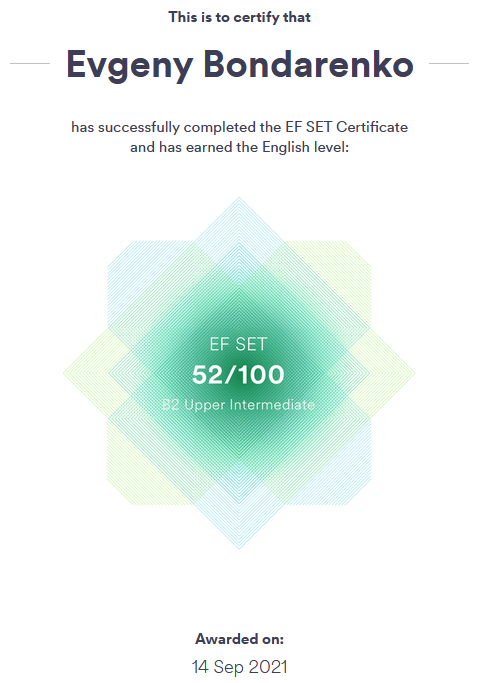 This is to certify that
Evgeny Bondarenko
has successfully completed the EF SET Certificate
and has earned the English level:
EF SET
52/100
B2 Upper Intermediate
Awarded on:
14 Sep 2021